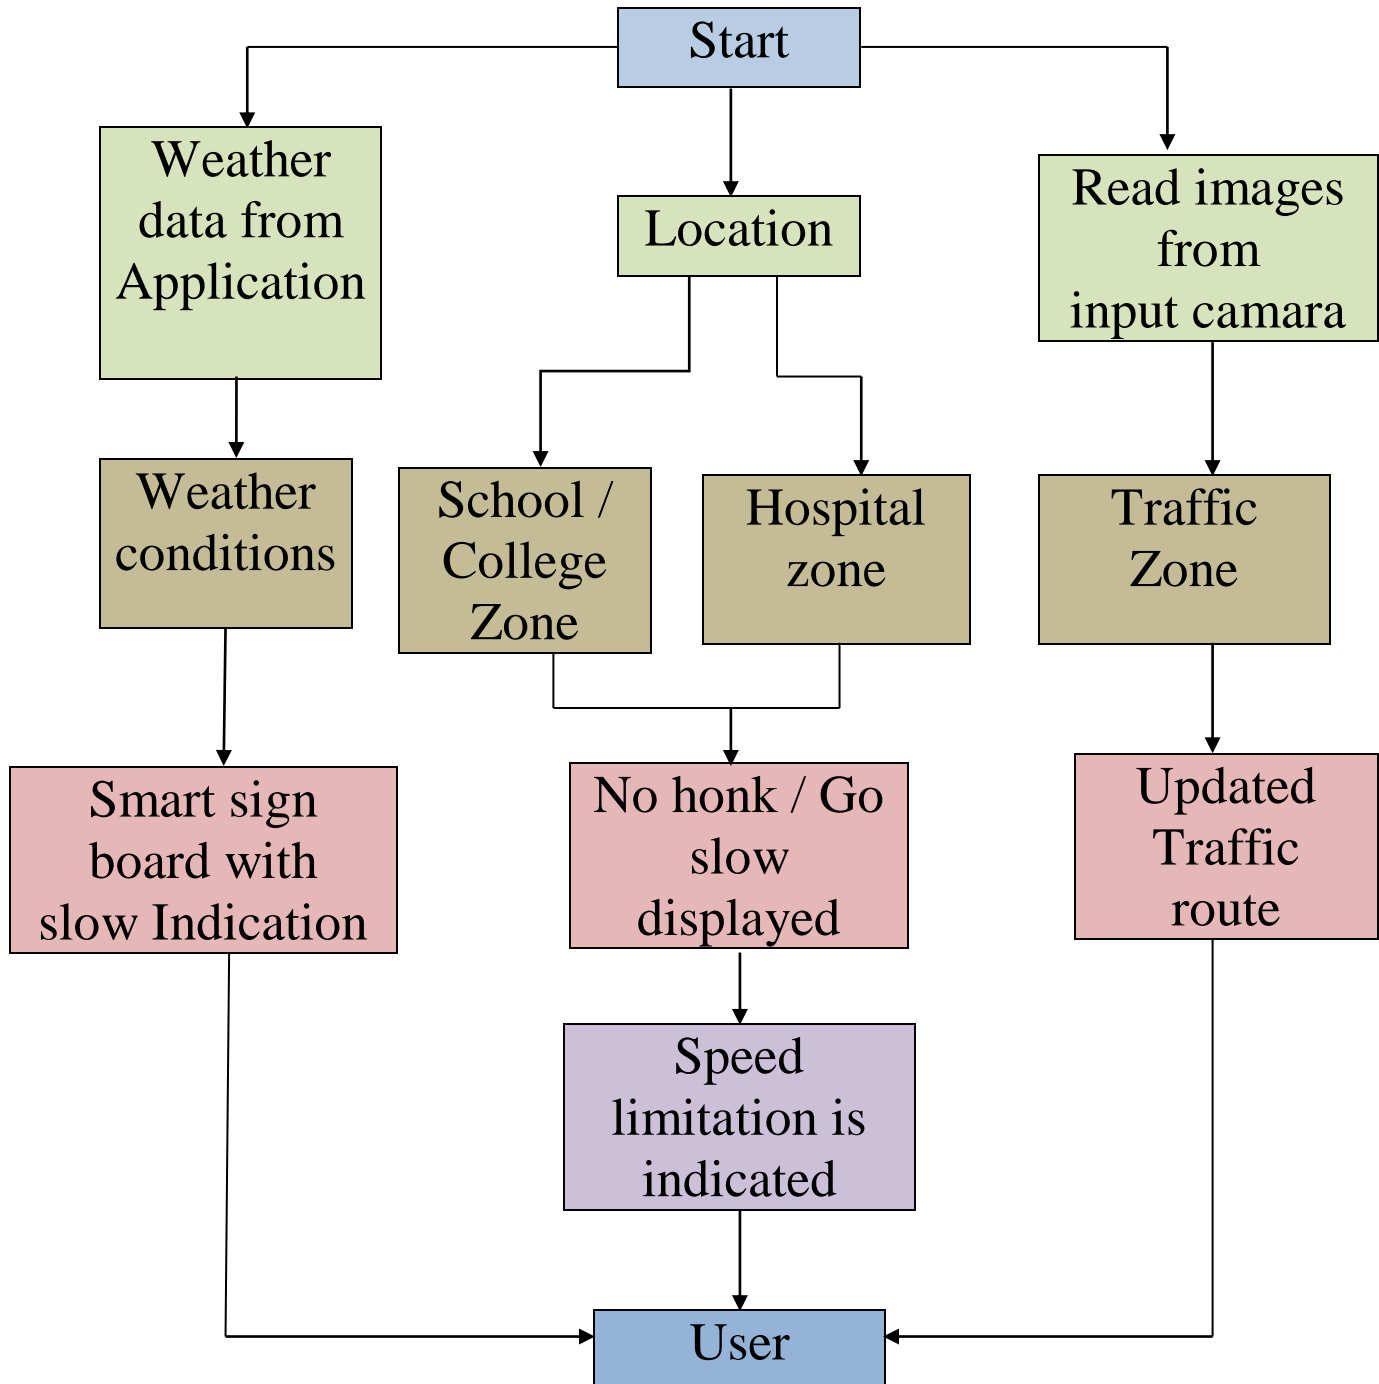 Start
Weather
data from
Application
Location
Read images
from
input camara
Weather
conditions
School /
College
Zone
Hospital
zone
Traffic
Zone
Smart sign
board with
slow Indication
No honk / Go
slow
displayed
Updated
Traffic
route
Speed
limitation is
indicated
User